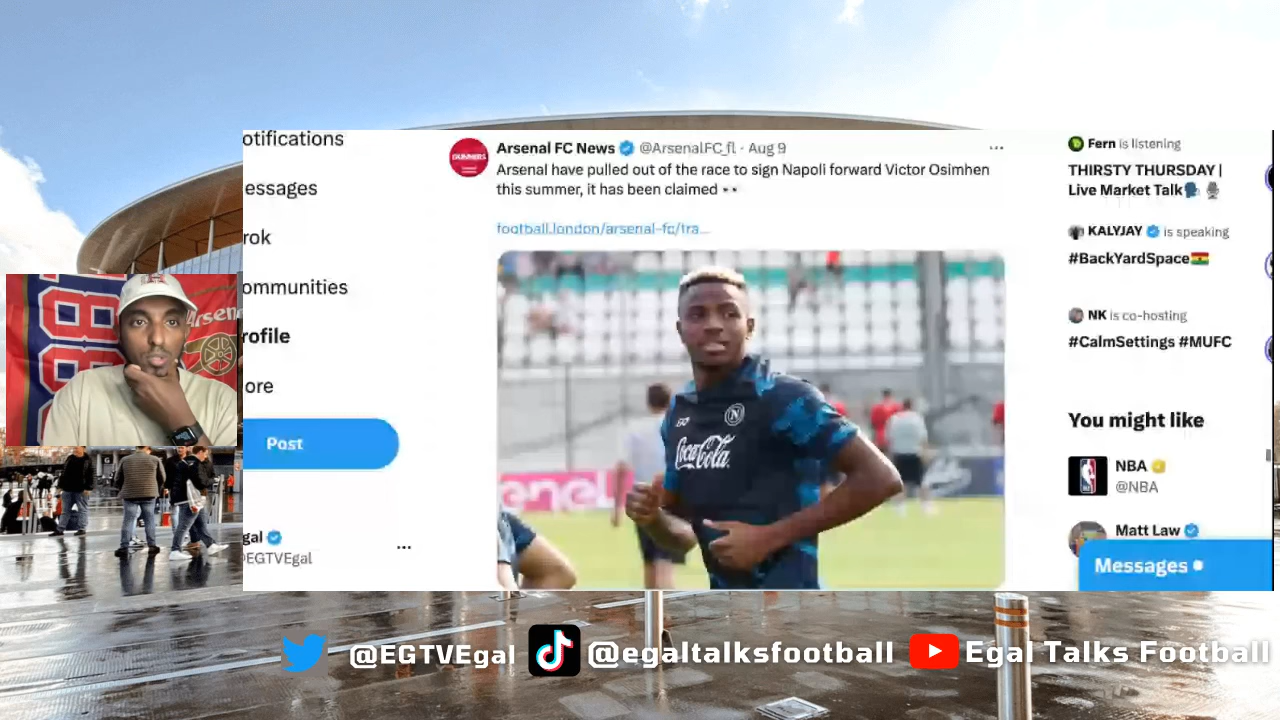 otifications
essages
rok
ommunities
rofile
ore
Post
gal
EGTVEgal
...
GUNNERS
Arsenal FC News @ArsenalFC_fl · Aug 9
...
Arsenal have pulled out of the race to sign Napoli forward Victor Osimhen
this summer, it has been claimed 👀
football.london/arsenal-fc/tra...
Coca-Cola
N
enel
Fern is listening
THIRSTY THURSDAY |
Live Market Talk🗣️ 🎙️
KALYJAY is speaking
#BackYardSpace🇬🇭
NK is co-hosting
#CalmSettings #MUFC
You might like
NBA
@NBA
Matt Law
Messages
Arsenal
@EGTVEgal
@egaltalksfootball
Egal Talks Football